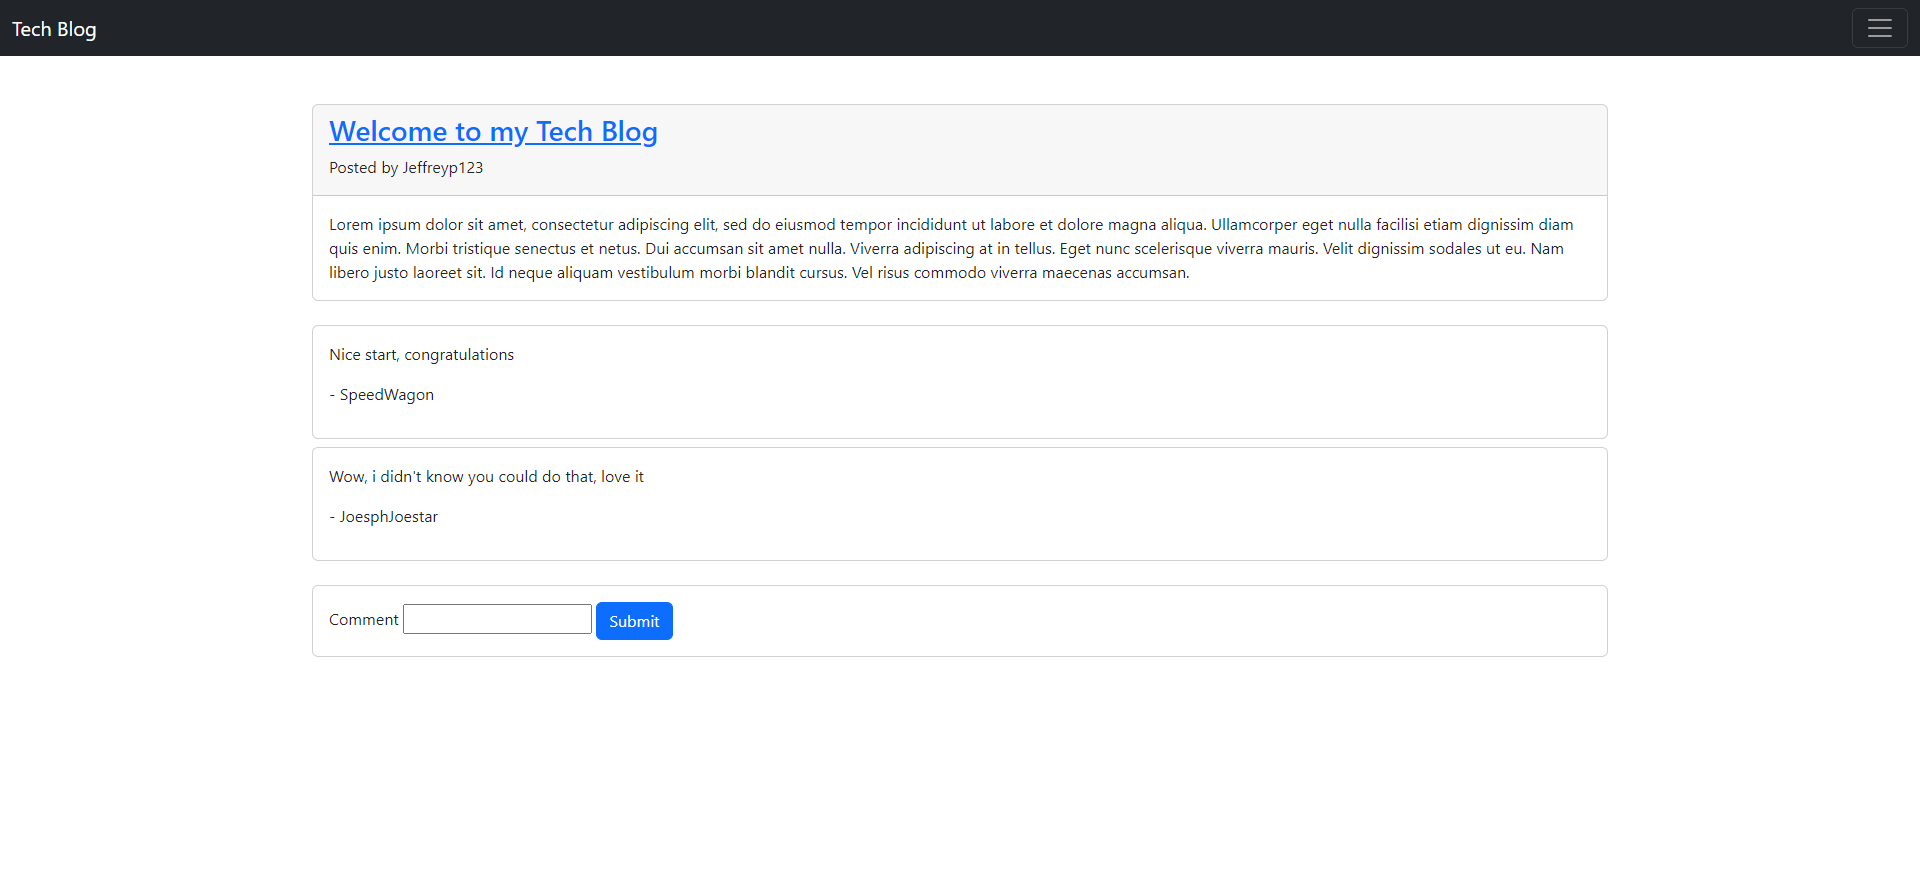 Tech Blog
Welcome to my Tech Blog
Posted by Jeffreyp123
Lorem ipsum dolor sit amet, consectetur adipiscing elit, sed do eiusmod tempor incididunt ut labore et dolore magna aliqua. Ullamcorper eget nulla facilisi etiam dignissim diam
quis enim. Morbi tristique senectus et netus. Dui accumsan sit amet nulla. Viverra adipiscing at in tellus. Eget nunc scelerisque viverra mauris. Velit dignissim sodales ut eu. Nam
libero justo laoreet sit. Id neque aliquam vestibulum morbi blandit cursus. Vel risus commodo viverra maecenas accumsan.
Nice start, congratulations
- SpeedWagon
Wow, i didn't know you could do that, love it
- JoesphJoestar
Comment Submit